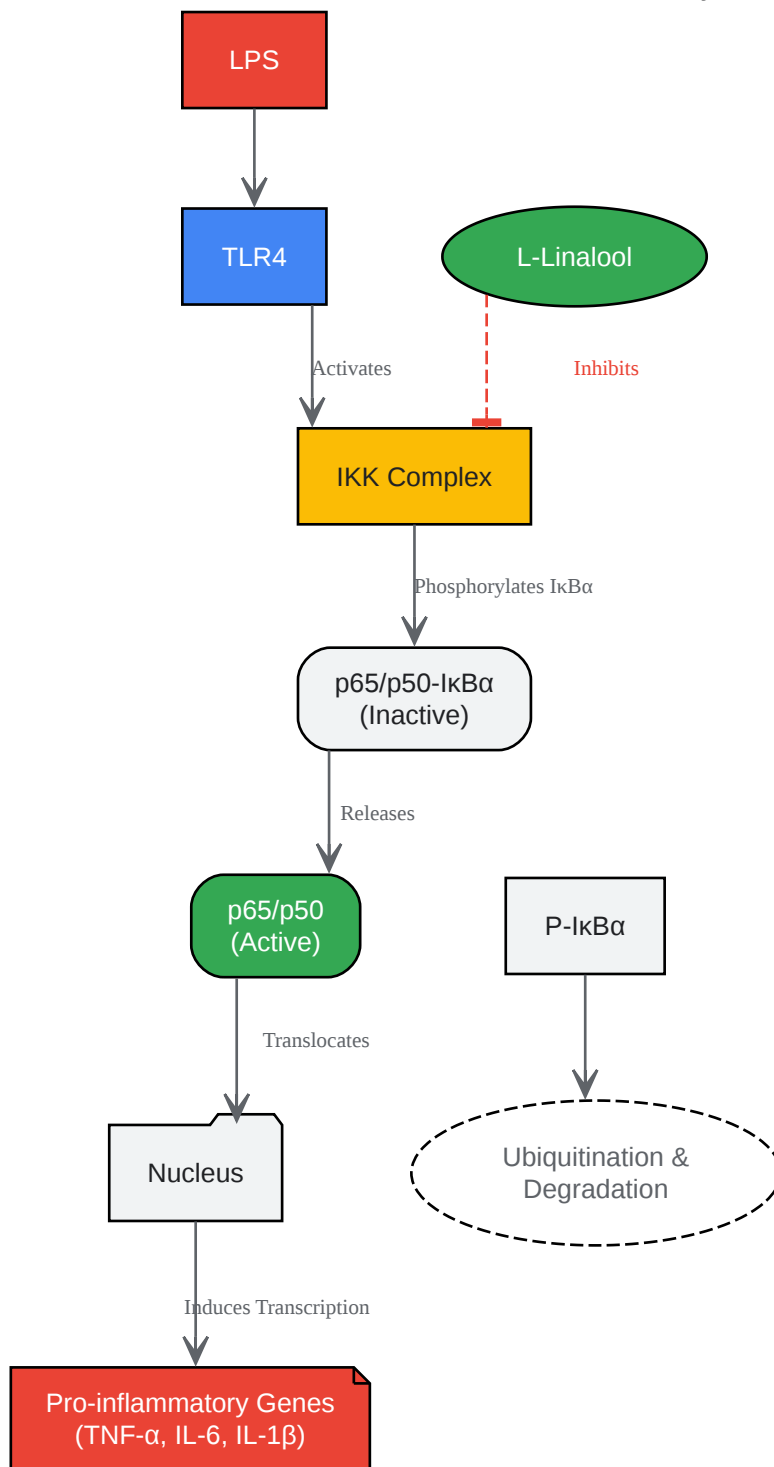 LPS
TLR4
L-Linalool
Activates
Inhibits
IKK Complex
Phosphorylates IκBα
p65/p50-IκBα
(Inactive)
Releases
p65/p50
(Active)
P-IκBα
Translocates
Nucleus
Ubiquitination &
Degradation
Induces Transcription
Pro-inflammatory Genes
(TNF-α, IL-6, IL-1β)